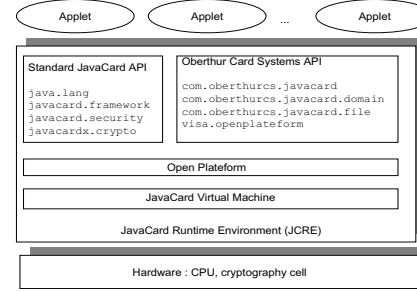 Applet Applet ... Applet
Standard JavaCard API
java.lang
javacard.framework
javacard.security
javacardx.crypto
Oberthur Card Systems API
com.oberthurcs.javacard
com.oberthurcs.javacard.domain
com.oberthurcs.javacard.file
visa.openplateform
Open Plateform
JavaCard Virtual Machine
JavaCard Runtime Environment (JCRE)
Hardware : CPU, cryptography cell